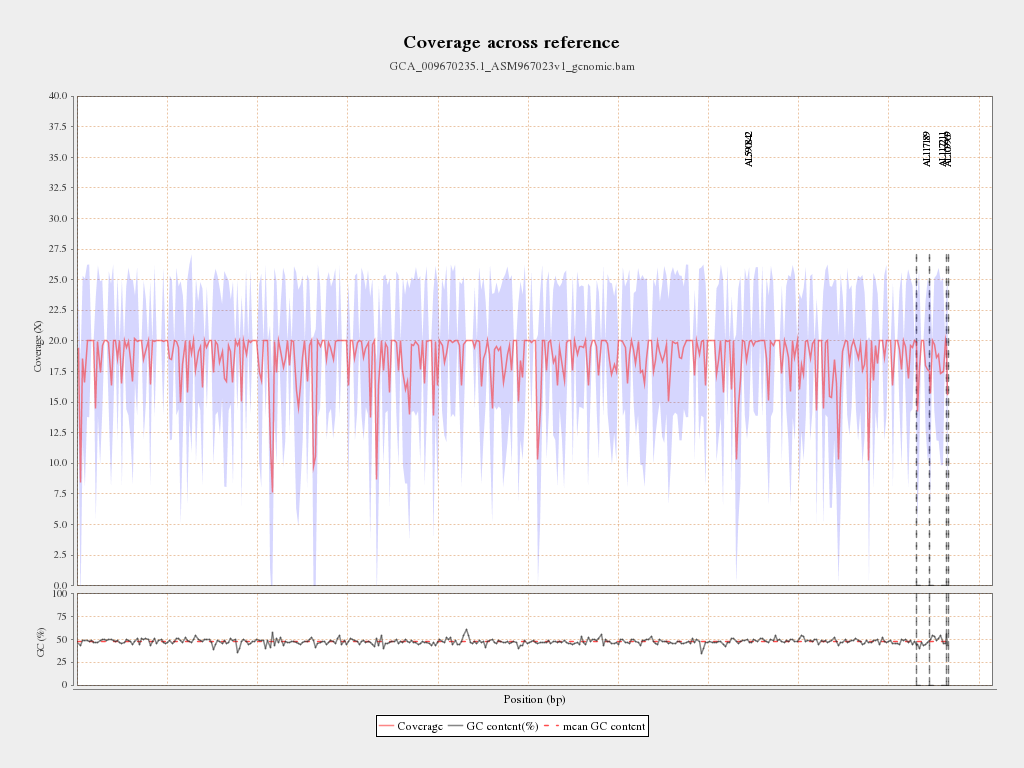 Coverage across reference
GCA_009670235.1_ASM967023v1_genomic.bam
40.0
37.5
35.0
32.5
30.0
27.5
25.0
22.5
20.0
17.5
15.0
12.5
10.0
7.5
5.0
2.5
0.0
Coverage (X)
AL590842
AL117189
AL117211
AL109969
100
75
50
25
0
GC (%)
Position (bp)
Coverage GC content(%) mean GC content